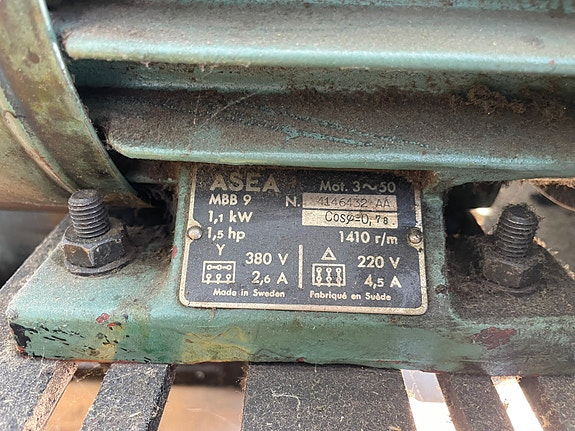 ASEA Mot. 3~50
MBB 9 N. 4146432 AA
1,1 kW Cosφ=0,78
1,5 hp 1410 r/m
Y 380 V Δ 220 V
2,6 A 4,5 A
Made in Sweden Fabriqué en Suède